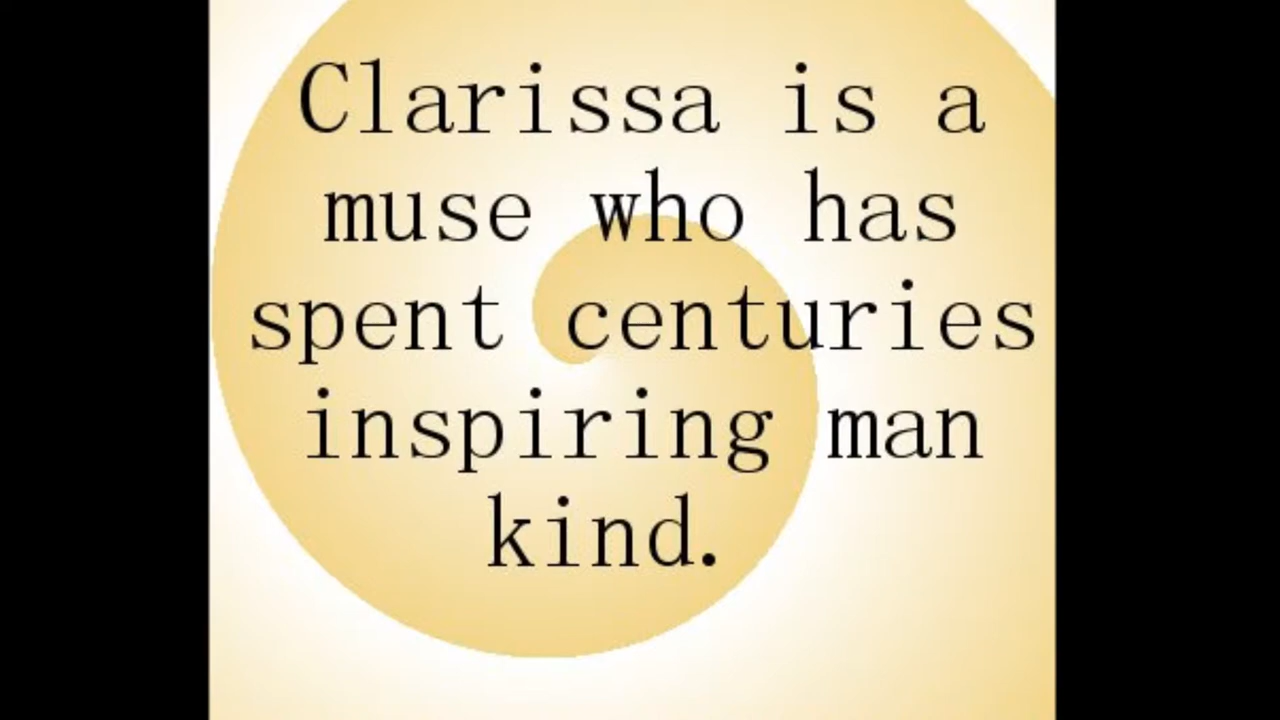 Clarissa is a
muse who has
spent centuries
inspiring man
kind.